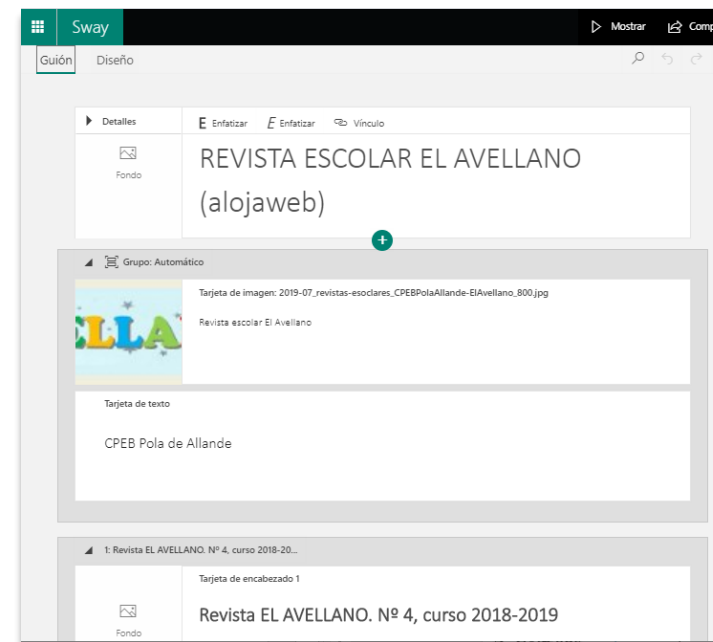 Sway
Mostrar
Comp
Guión Diseño
Detalles
E Enfatizar E Enfatizar Vínculo
Fondo
REVISTA ESCOLAR EL AVELLANO
(alojaweb)
Grupo: Automático
Tarjeta de imagen: 2019-07_revistas-esoclares_CPEBPolaAllande-ElAvellano_800.jpg
ELLA
Revista escolar El Avellano
Tarjeta de texto
CPEB Pola de Allande
1: Revista EL AVELLANO. Nº 4, curso 2018-20...
Tarjeta de encabezado 1
Fondo
Revista EL AVELLANO. Nº 4, curso 2018-2019